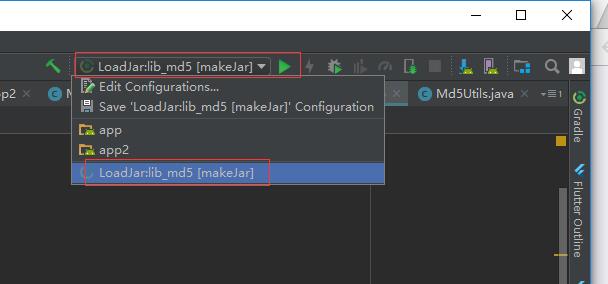 LoadJar:lib_md5 [makeJar]
p2
Md5Utils.java
1
Edit Configurations...
Save 'LoadJar:lib_md5 [makeJar]' Configuration
app
app2
LoadJar:lib_md5 [makeJar]
Gradle
Flutter Outline